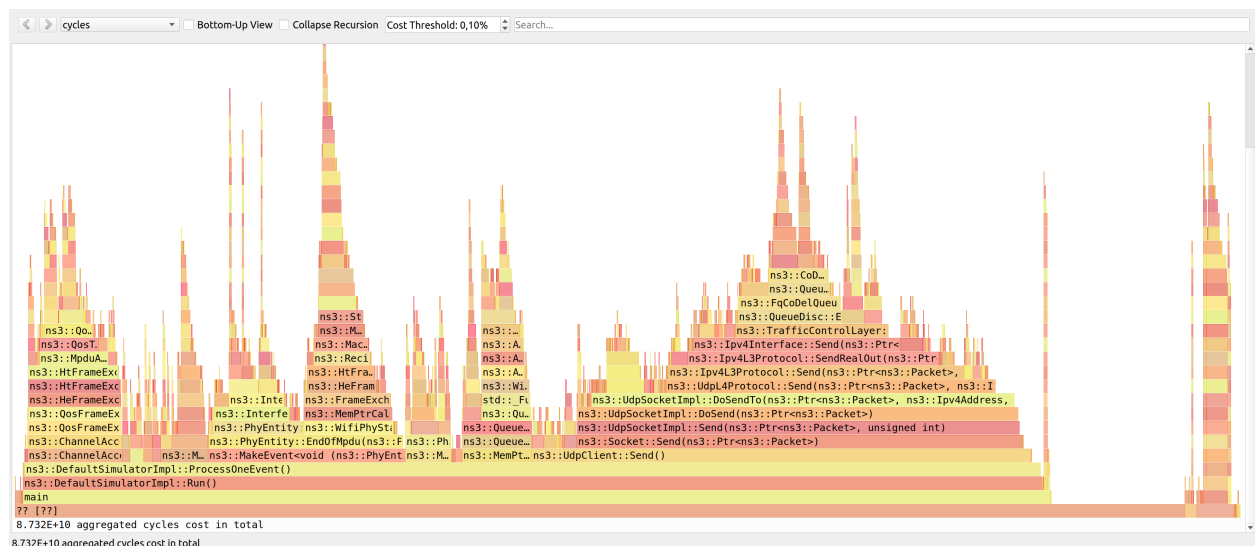 cycles Bottom-Up View Collapse Recursion Cost Threshold: 0,10% Search...
ns3::CoD…
ns3::Queu…
ns3::FqCoDelQueu
ns3::St ns3::QueueDisc::E
ns3::Qo… ns3::M… ns3::… ns3::TrafficControlLayer:
ns3::QosT… ns3::Mac… ns3::A… ns3::Ipv4Interface::Send(ns3::Ptr<
ns3::MpduA… ns3::Reci ns3::A… ns3::Ipv4L3Protocol::SendRealOut(ns3::Ptr
ns3::HtFrameExc ns3::HtFra… ns3::A… ns3::Ipv4L3Protocol::Send(ns3::Ptr<ns3::Packet>,
ns3::HtFrameExc ns3::HeFram ns3::Wi… ns3::UdpL4Protocol::Send(ns3::Ptr<ns3::Packet>, ns3::I
ns3::HeFrameExc ns3::Inte ns3::FrameExch std::_Fu ns3::UdpSocketImpl::DoSendTo(ns3::Ptr<ns3::Packet>, ns3::Ipv4Address,
ns3::QosFrameEx ns3::Interfe ns3::MemPtrCal ns3::Qu… ns3::UdpSocketImpl::DoSend(ns3::Ptr<ns3::Packet>)
ns3::QosFrameEx ns3::PhyEntity ns3::WifiPhySta ns3::Queue… ns3::UdpSocketImpl::Send(ns3::Ptr<ns3::Packet>, unsigned int)
ns3::ChannelAcc ns3::PhyEntity::EndOfMpdu(ns3::F ns3::Ph ns3::Queue… ns3::Socket::Send(ns3::Ptr<ns3::Packet>)
ns3::ChannelAcc ns3::M… ns3::MakeEvent<void (ns3::PhyEnt ns3::M… ns3::MemPt… ns3::UdpClient::Send()
ns3::DefaultSimulatorImpl::ProcessOneEvent()
ns3::DefaultSimulatorImpl::Run()
main
?? [??]
8.732E+10 aggregated cycles cost in total
8.732E+10 aggregated cycles cost in total